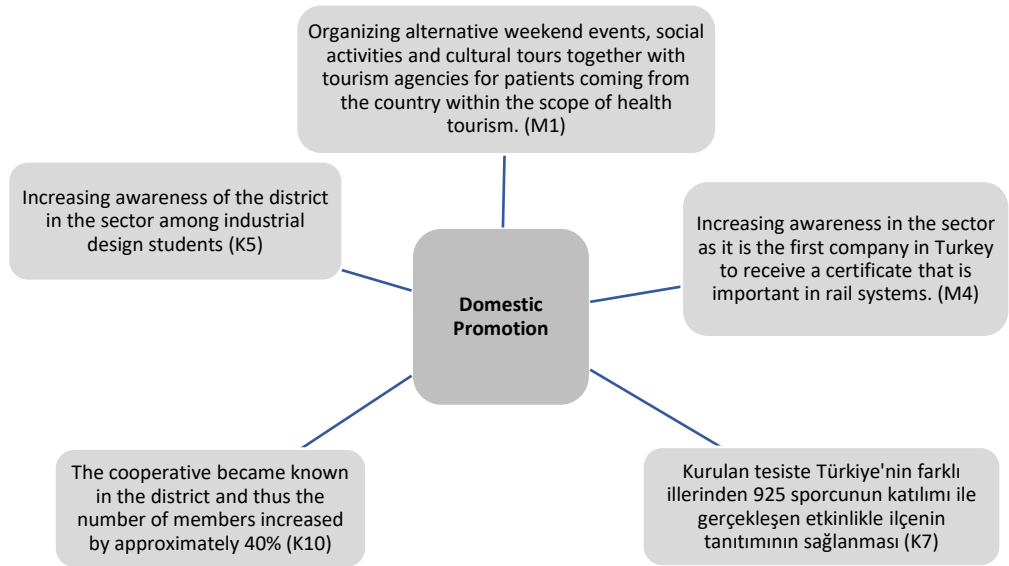 Organizing alternative weekend events, social
activities and cultural tours together with
tourism agencies for patients coming from
the country within the scope of health
tourism. (M1)
Increasing awareness of the district
in the sector among industrial
design students (K5)
Increasing awareness in the sector
as it is the first company in Turkey
to receive a certificate that is
important in rail systems. (M4)
Domestic
Promotion
The cooperative became known
in the district and thus the
number of members increased
by approximately 40% (K10)
Kurulan tesiste Türkiye'nin farklı
illerinden 925 sporcunun katılımı ile
gerçekleşen etkinlikle ilçenin
tanıtımının sağlanması (K7)